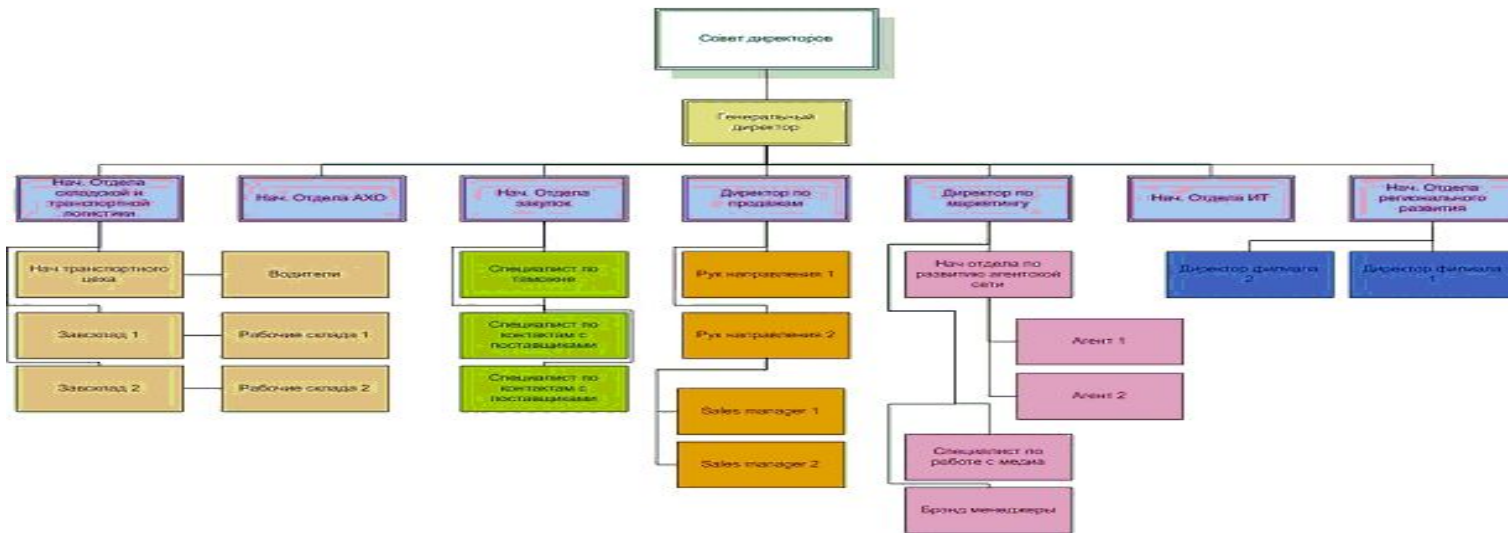 Совет директоров
Генеральный
директор
Нач. Отдела
складской и
транспортной
логистики
Нач. Отдела АХО
Нач. Отдела
закупок
Директор по
продажам
Директор по
маркетингу
Нач. Отдела ИТ
Нач. Отдела
регионального
развития
Нач транспортного
цеха
Водители
Специалист по
таможне
Рук направления 1
Нач отдела по
развитию агентской
сети
Директор филиала
2
Директор филиала
1
Завсклад 1
Рабочие склада 1
Специалист по
контактам с
поставщиками
Рук направления 2
Агент 1
Завсклад 2
Рабочие склада 2
Специалист по
контактам с
поставщиками
Sales manager 1
Агент 2
Sales manager 2
Специалист по
работе с медиа
Брэнд менеджеры